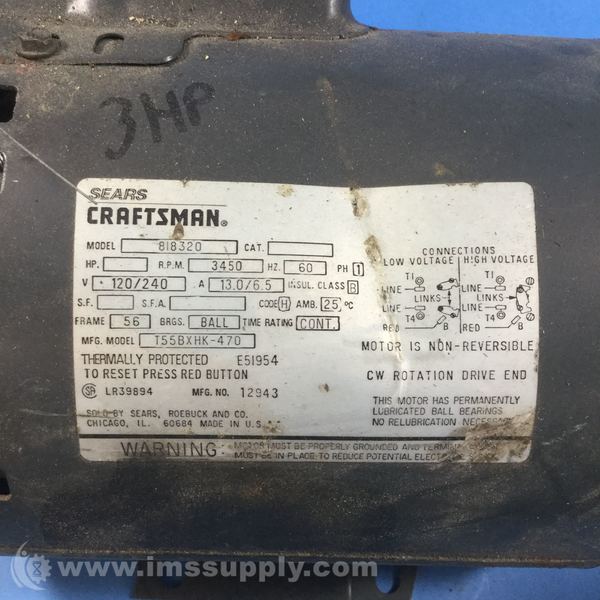 3HP
SEARS
CRAFTSMAN®
MODEL 818320 CAT.
HP. R.P.M. 3450 HZ. 60 PH 1
V 120/240 A 13.0/6.5 INSUL. CLASS B
S.F. S.F.A. CODE H AMB. 25 °C
FRAME 56 BRGS. BALL TIME RATING CONT.
MFG. MODEL T55BXHK-470
THERMALLY PROTECTED E51954
TO RESET PRESS RED BUTTON
SA LR39894 MFG. NO. 12943
SOLD BY SEARS, ROEBUCK AND CO.
CHICAGO, IL. 60684 MADE IN U.S.A.
CONNECTIONS
LOW VOLTAGE HIGH VOLTAGE
T1 T1
LINE LINE
LINKS
LINE LINE
T4 T4
RED B RED B
MOTOR IS NON-REVERSIBLE
CW ROTATION DRIVE END
THIS MOTOR HAS PERMANENTLY
LUBRICATED BALL BEARINGS
NO RELUBRICATION
WARNING: MOTOR MUST BE PROPERLY GROUNDED AND
MUST BE IN PLACE TO REDUCE POTENTIAL
© www.imssupply.com